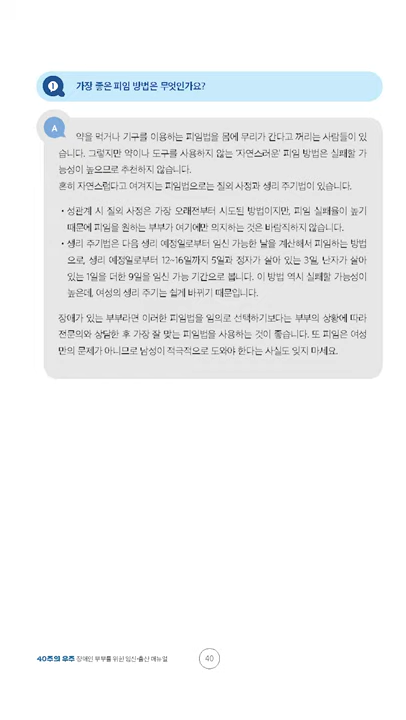 가장 좋은 피임 방법은 무엇인가요?
A
약을 먹거나 기구를 이용하는 피임법을 몸에 무리가 간다고 꺼리는 사람들이 있
습니다. 그렇지만 약이나 도구를 사용하지 않는 '자연스러운' 피임 방법은 실패할 가
능성이 높으므로 추천하지 않습니다.
흔히 자연스럽다고 여겨지는 피임법으로는 질외 사정과 생리 주기법이 있습니다.
• 성관계 시 질외 사정은 가장 오래전부터 시도된 방법이지만, 피임 실패율이 높기
때문에 피임을 원하는 부부가 여기에만 의지하는 것은 바람직하지 않습니다.
• 생리 주기법은 다음 생리 예정일로부터 임신 가능한 날을 계산해서 피임하는 방법
으로, 생리 예정일로부터 12~16일까지 5일과 정자가 살아 있는 3일, 난자가 살아
있는 1일을 더한 9일을 임신 가능 기간으로 봅니다. 이 방법 역시 실패할 가능성이
높은데, 여성의 생리 주기는 쉽게 바뀌기 때문입니다.
장애가 있는 부부라면 이러한 피임법을 임의로 선택하기보다는 부부의 상황에 따라
전문의와 상담한 후 가장 잘 맞는 피임법을 사용하는 것이 좋습니다. 또 피임은 여성
만의 문제가 아니므로 남성이 적극적으로 도와야 한다는 사실도 잊지 마세요.
40주의 우주 장애인 부부를 위한 임신·출산 매뉴얼
40